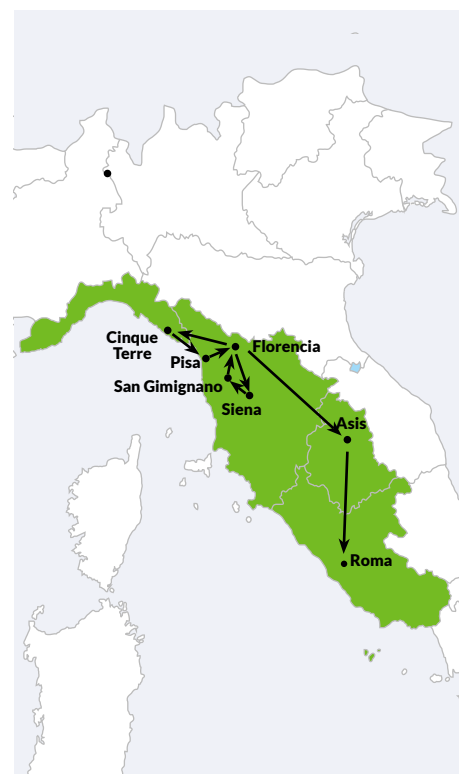 Cinque
Terre
Florencia
Pisa
San Gimignano
Siena
Asis
Roma